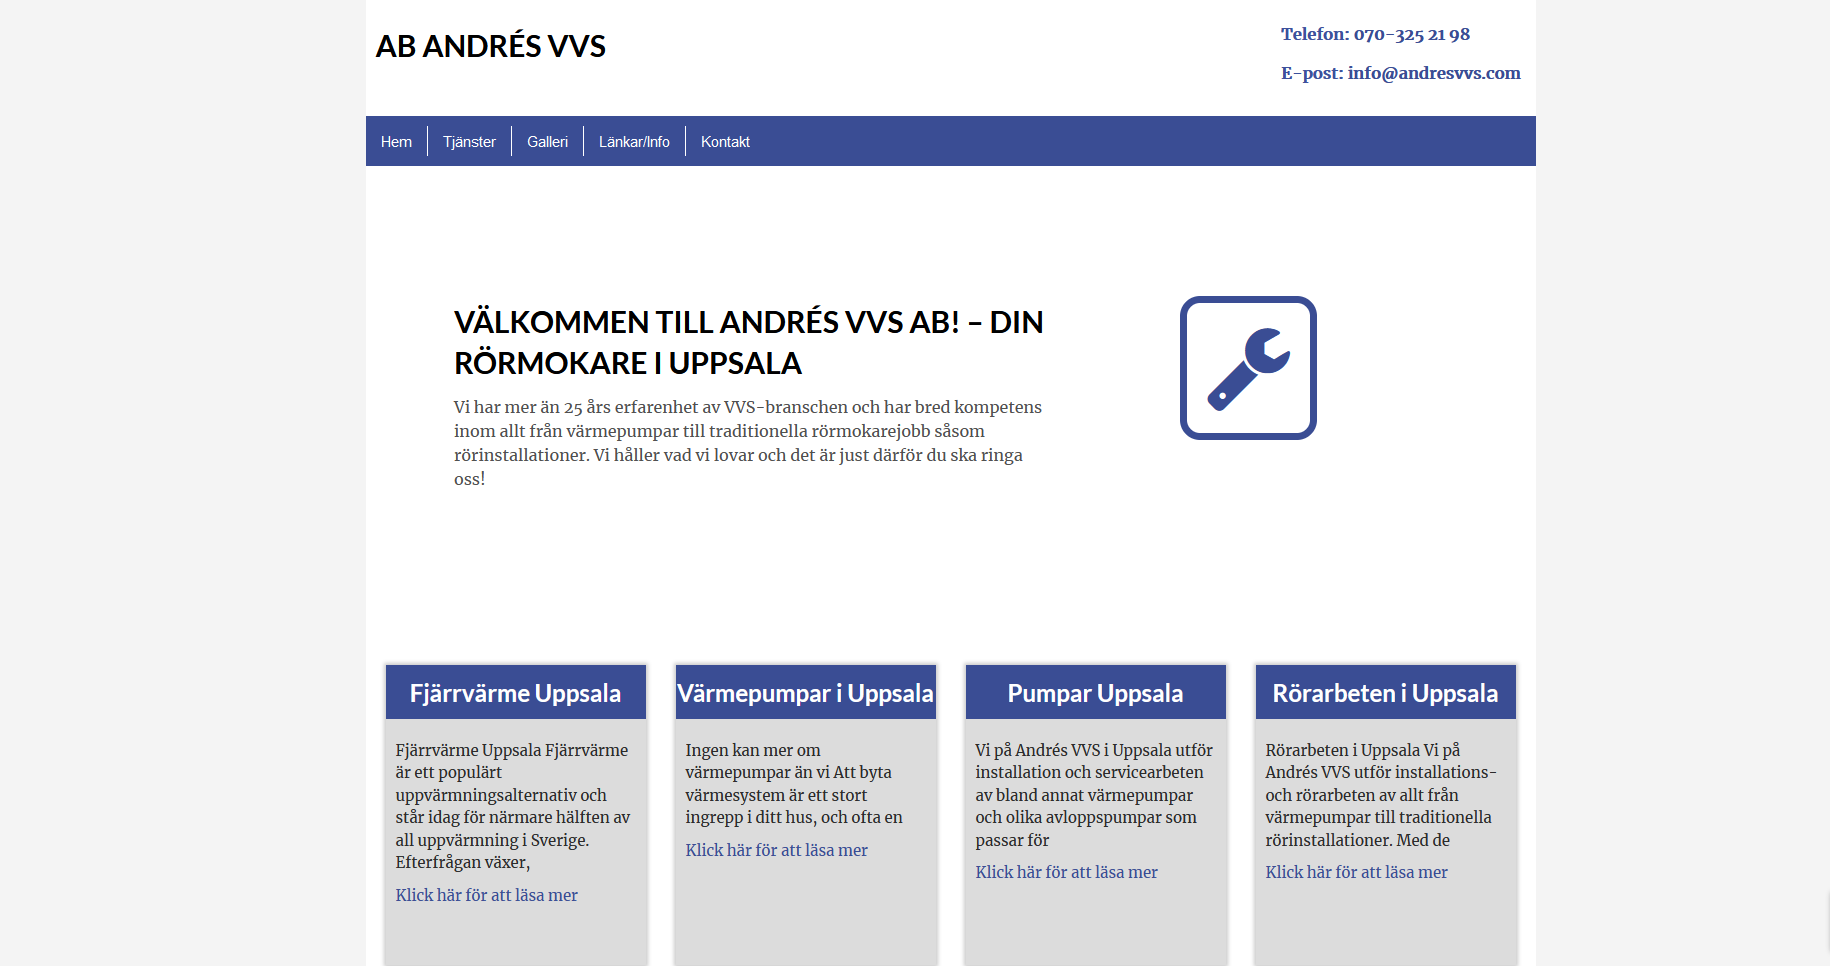 AB ANDRÉS VVS
Telefon: 070-325 21 98
E-post: info@andresvvs.com
Hem
Tjänster
Galleri
Länkar/Info
Kontakt
VÄLKOMMEN TILL ANDRÉS VVS AB! – DIN
RÖRMOKARE I UPPSALA
Vi har mer än 25 års erfarenhet av VVS-branschen och har bred kompetens
inom allt från värmepumpar till traditionella rörmokarejobb såsom
rörinstallationer. Vi håller vad vi lovar och det är just därför du ska ringa
oss!
Fjärrvärme Uppsala
Fjärrvärme Uppsala Fjärrvärme
är ett populärt
uppvärmningsalternativ och
står idag för närmare hälften av
all uppvärmning i Sverige.
Efterfrågan växer,
Klick här för att läsa mer
Värmepumpar i Uppsala
Ingen kan mer om
värmepumpar än vi Att byta
värmesystem är ett stort
ingrepp i ditt hus, och ofta en
Klick här för att läsa mer
Pumpar Uppsala
Vi på Andrés VVS i Uppsala utför
installation och servicearbeten
av bland annat värmepumpar
och olika avloppspumpar som
passar för
Klick här för att läsa mer
Rörarbeten i Uppsala
Rörarbeten i Uppsala Vi på
Andrés VVS utför installations-
och rörarbeten av allt från
värmepumpar till traditionella
rörinstallationer. Med de
Klick här för att läsa mer